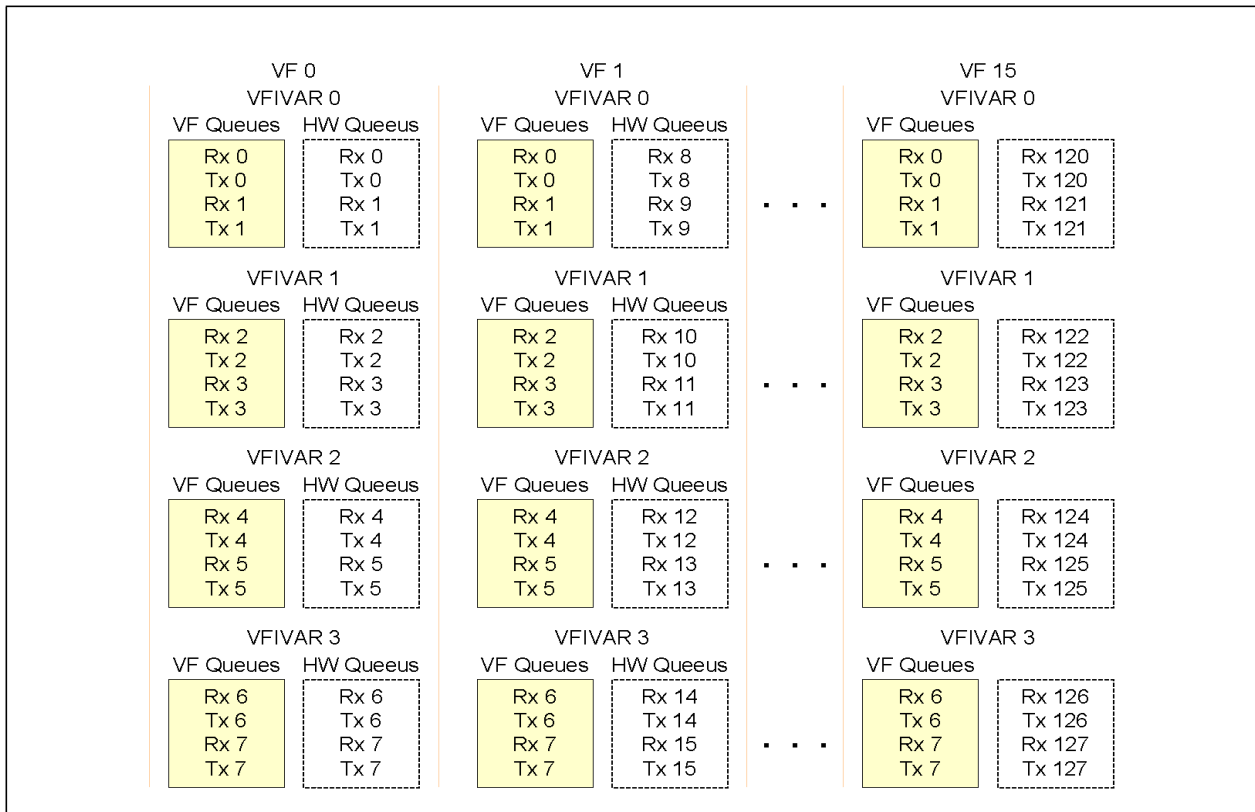 VF 0
VFIVAR 0
VF Queues HW Queeus
Rx 0
Tx 0
Rx 1
Tx 1
Rx 0
Tx 0
Rx 1
Tx 1
VFIVAR 1
VF Queues HW Queeus
Rx 2
Tx 2
Rx 3
Tx 3
Rx 2
Tx 2
Rx 3
Tx 3
VFIVAR 2
VF Queues HW Queeus
Rx 4
Tx 4
Rx 5
Tx 5
Rx 4
Tx 4
Rx 5
Tx 5
VFIVAR 3
VF Queues HW Queeus
Rx 6
Tx 6
Rx 7
Tx 7
Rx 6
Tx 6
Rx 7
Tx 7
VF 1
VFIVAR 0
VF Queues HW Queeus
Rx 0
Tx 0
Rx 1
Tx 1
Rx 8
Tx 8
Rx 9
Tx 9
VFIVAR 1
VF Queues HW Queeus
Rx 2
Tx 2
Rx 3
Tx 3
Rx 10
Tx 10
Rx 11
Tx 11
VFIVAR 2
VF Queues HW Queeus
Rx 4
Tx 4
Rx 5
Tx 5
Rx 12
Tx 12
Rx 13
Tx 13
VFIVAR 3
VF Queues HW Queeus
Rx 6
Tx 6
Rx 7
Tx 7
Rx 14
Tx 14
Rx 15
Tx 15
. . .
. . .
. . .
. . .
VF 15
VFIVAR 0
VF Queues
Rx 0
Tx 0
Rx 1
Tx 1
Rx 120
Tx 120
Rx 121
Tx 121
VFIVAR 1
VF Queues
Rx 2
Tx 2
Rx 3
Tx 3
Rx 122
Tx 122
Rx 123
Tx 123
VFIVAR 2
VF Queues
Rx 4
Tx 4
Rx 5
Tx 5
Rx 124
Tx 124
Rx 125
Tx 125
VFIVAR 3
VF Queues
Rx 6
Tx 6
Rx 7
Tx 7
Rx 126
Tx 126
Rx 127
Tx 127